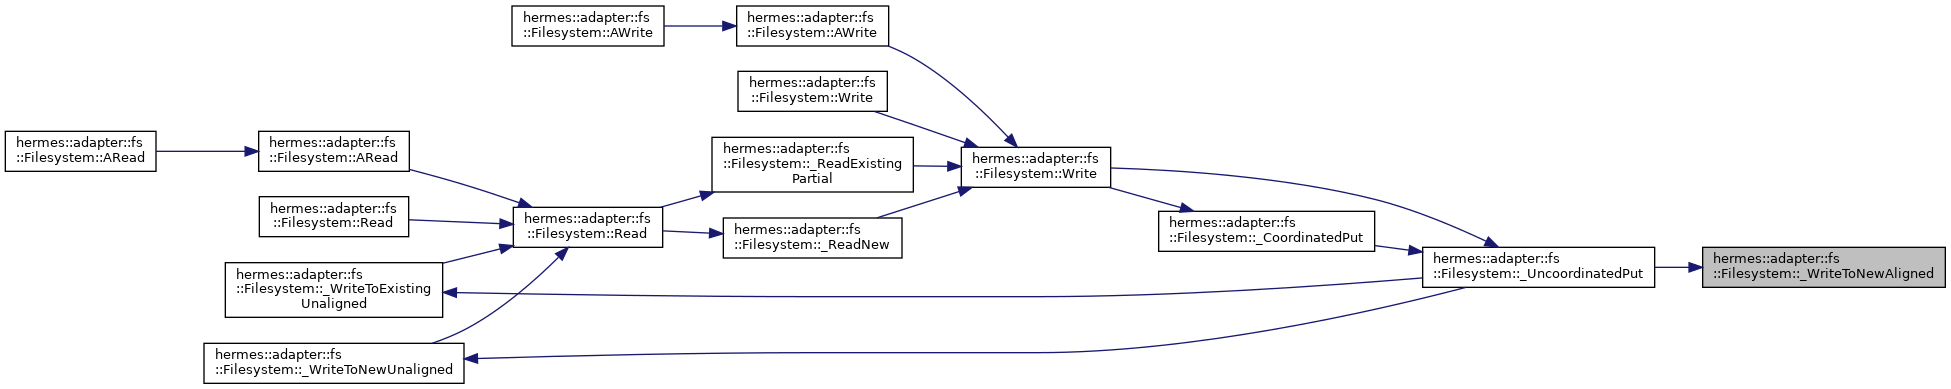 hermes::adapter::fs
::Filesystem::AWrite
hermes::adapter::fs
::Filesystem::AWrite
hermes::adapter::fs
::Filesystem::Write
hermes::adapter::fs
::Filesystem::ARead
hermes::adapter::fs
::Filesystem::ARead
hermes::adapter::fs
::Filesystem::_ReadExisting
Partial
hermes::adapter::fs
::Filesystem::Write
hermes::adapter::fs
::Filesystem::Read
hermes::adapter::fs
::Filesystem::Read
hermes::adapter::fs
::Filesystem::_ReadNew
hermes::adapter::fs
::Filesystem::_CoordinatedPut
hermes::adapter::fs
::Filesystem::_UncoordinatedPut
hermes::adapter::fs
::Filesystem::_WriteToNewAligned
hermes::adapter::fs
::Filesystem::_WriteToExisting
Unaligned
hermes::adapter::fs
::Filesystem::_WriteToNewUnaligned